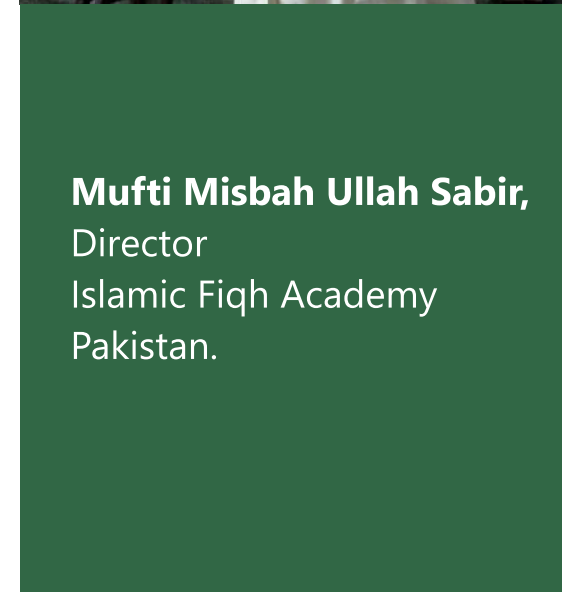 Mufti Misbah Ullah Sabir,
Director
Islamic Fiqh Academy
Pakistan.